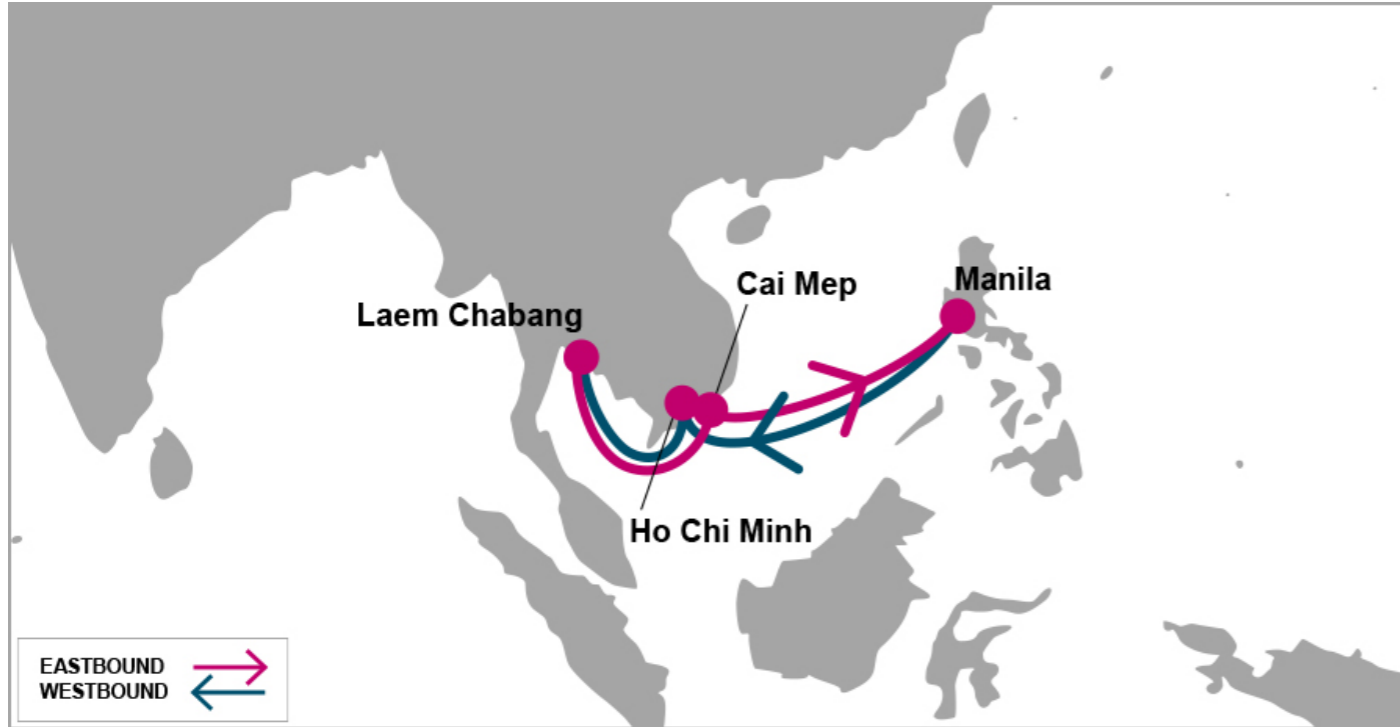 Cai Mep
Manila
Laem Chabang
Ho Chi Minh
EASTBOUND
WESTBOUND